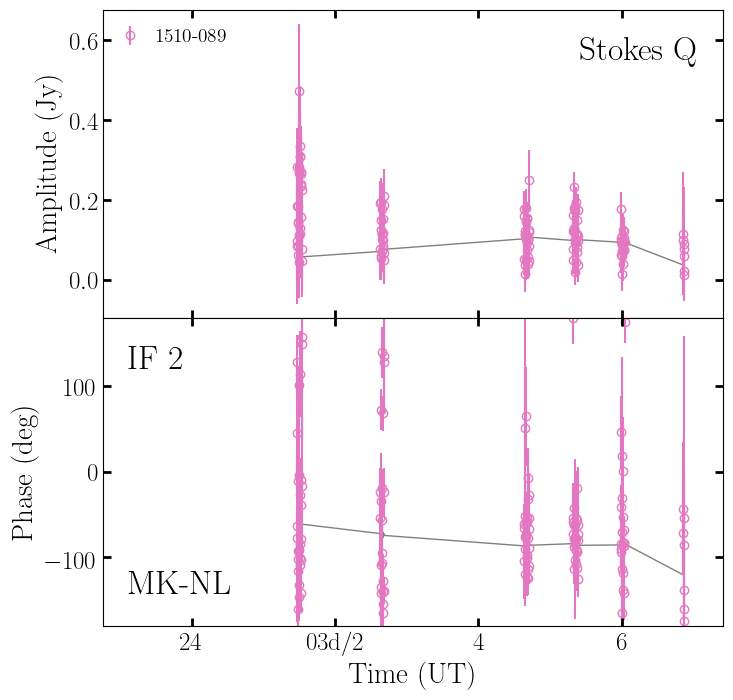 1510-089
Stokes Q
0.6
0.4
0.2
0.0
Amplitude (Jy)
IF 2
100
0
−100
Phase (deg)
MK-NL
24
03d/2
4
6
Time (UT)